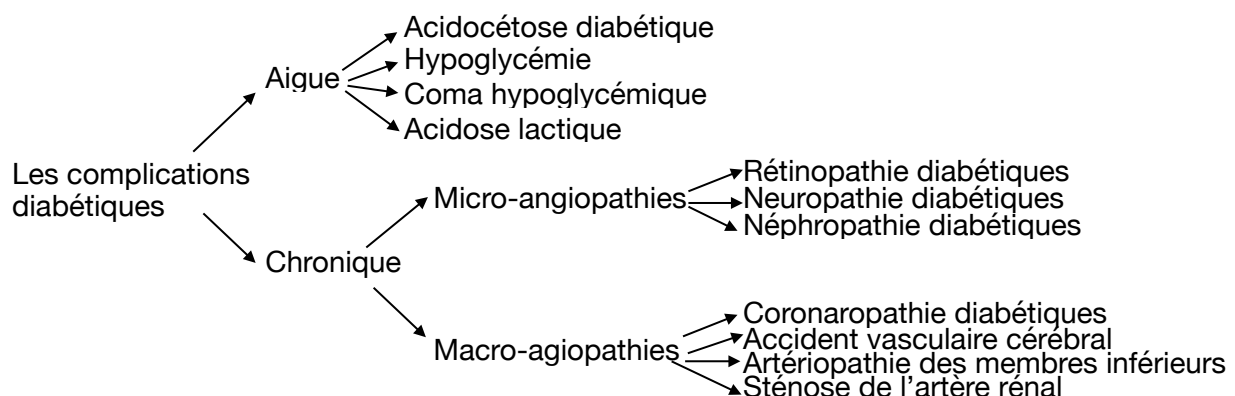 Acidocétose diabétique
Hypoglycémie
Aigue
Coma hypoglycémique
Acidose lactique
Les complications
diabétiques
Rétinopathie diabétiques
Micro-angiopathies
Neuropathie diabétiques
Néphropathie diabétiques
Chronique
Coronaropathie diabétiques
Accident vasculaire cérébral
Macro-agiopathies
Artériopathie des membres inférieurs
Sténose de l'artère rénal